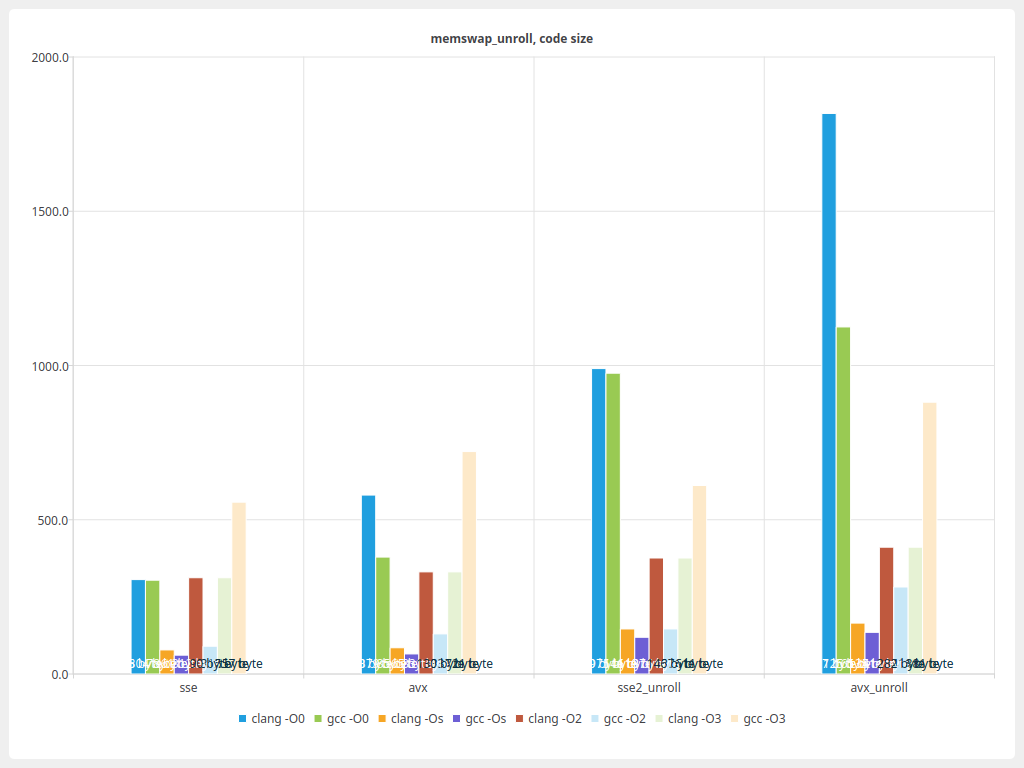 memswap_unroll, code size
2000.0
1500.0
1000.0
500.0
0.0
sse avx sse2_unroll avx_unroll
clang -O0 gcc -O0 clang -Os gcc -Os clang -O2 gcc -O2 clang -O3 gcc -O3